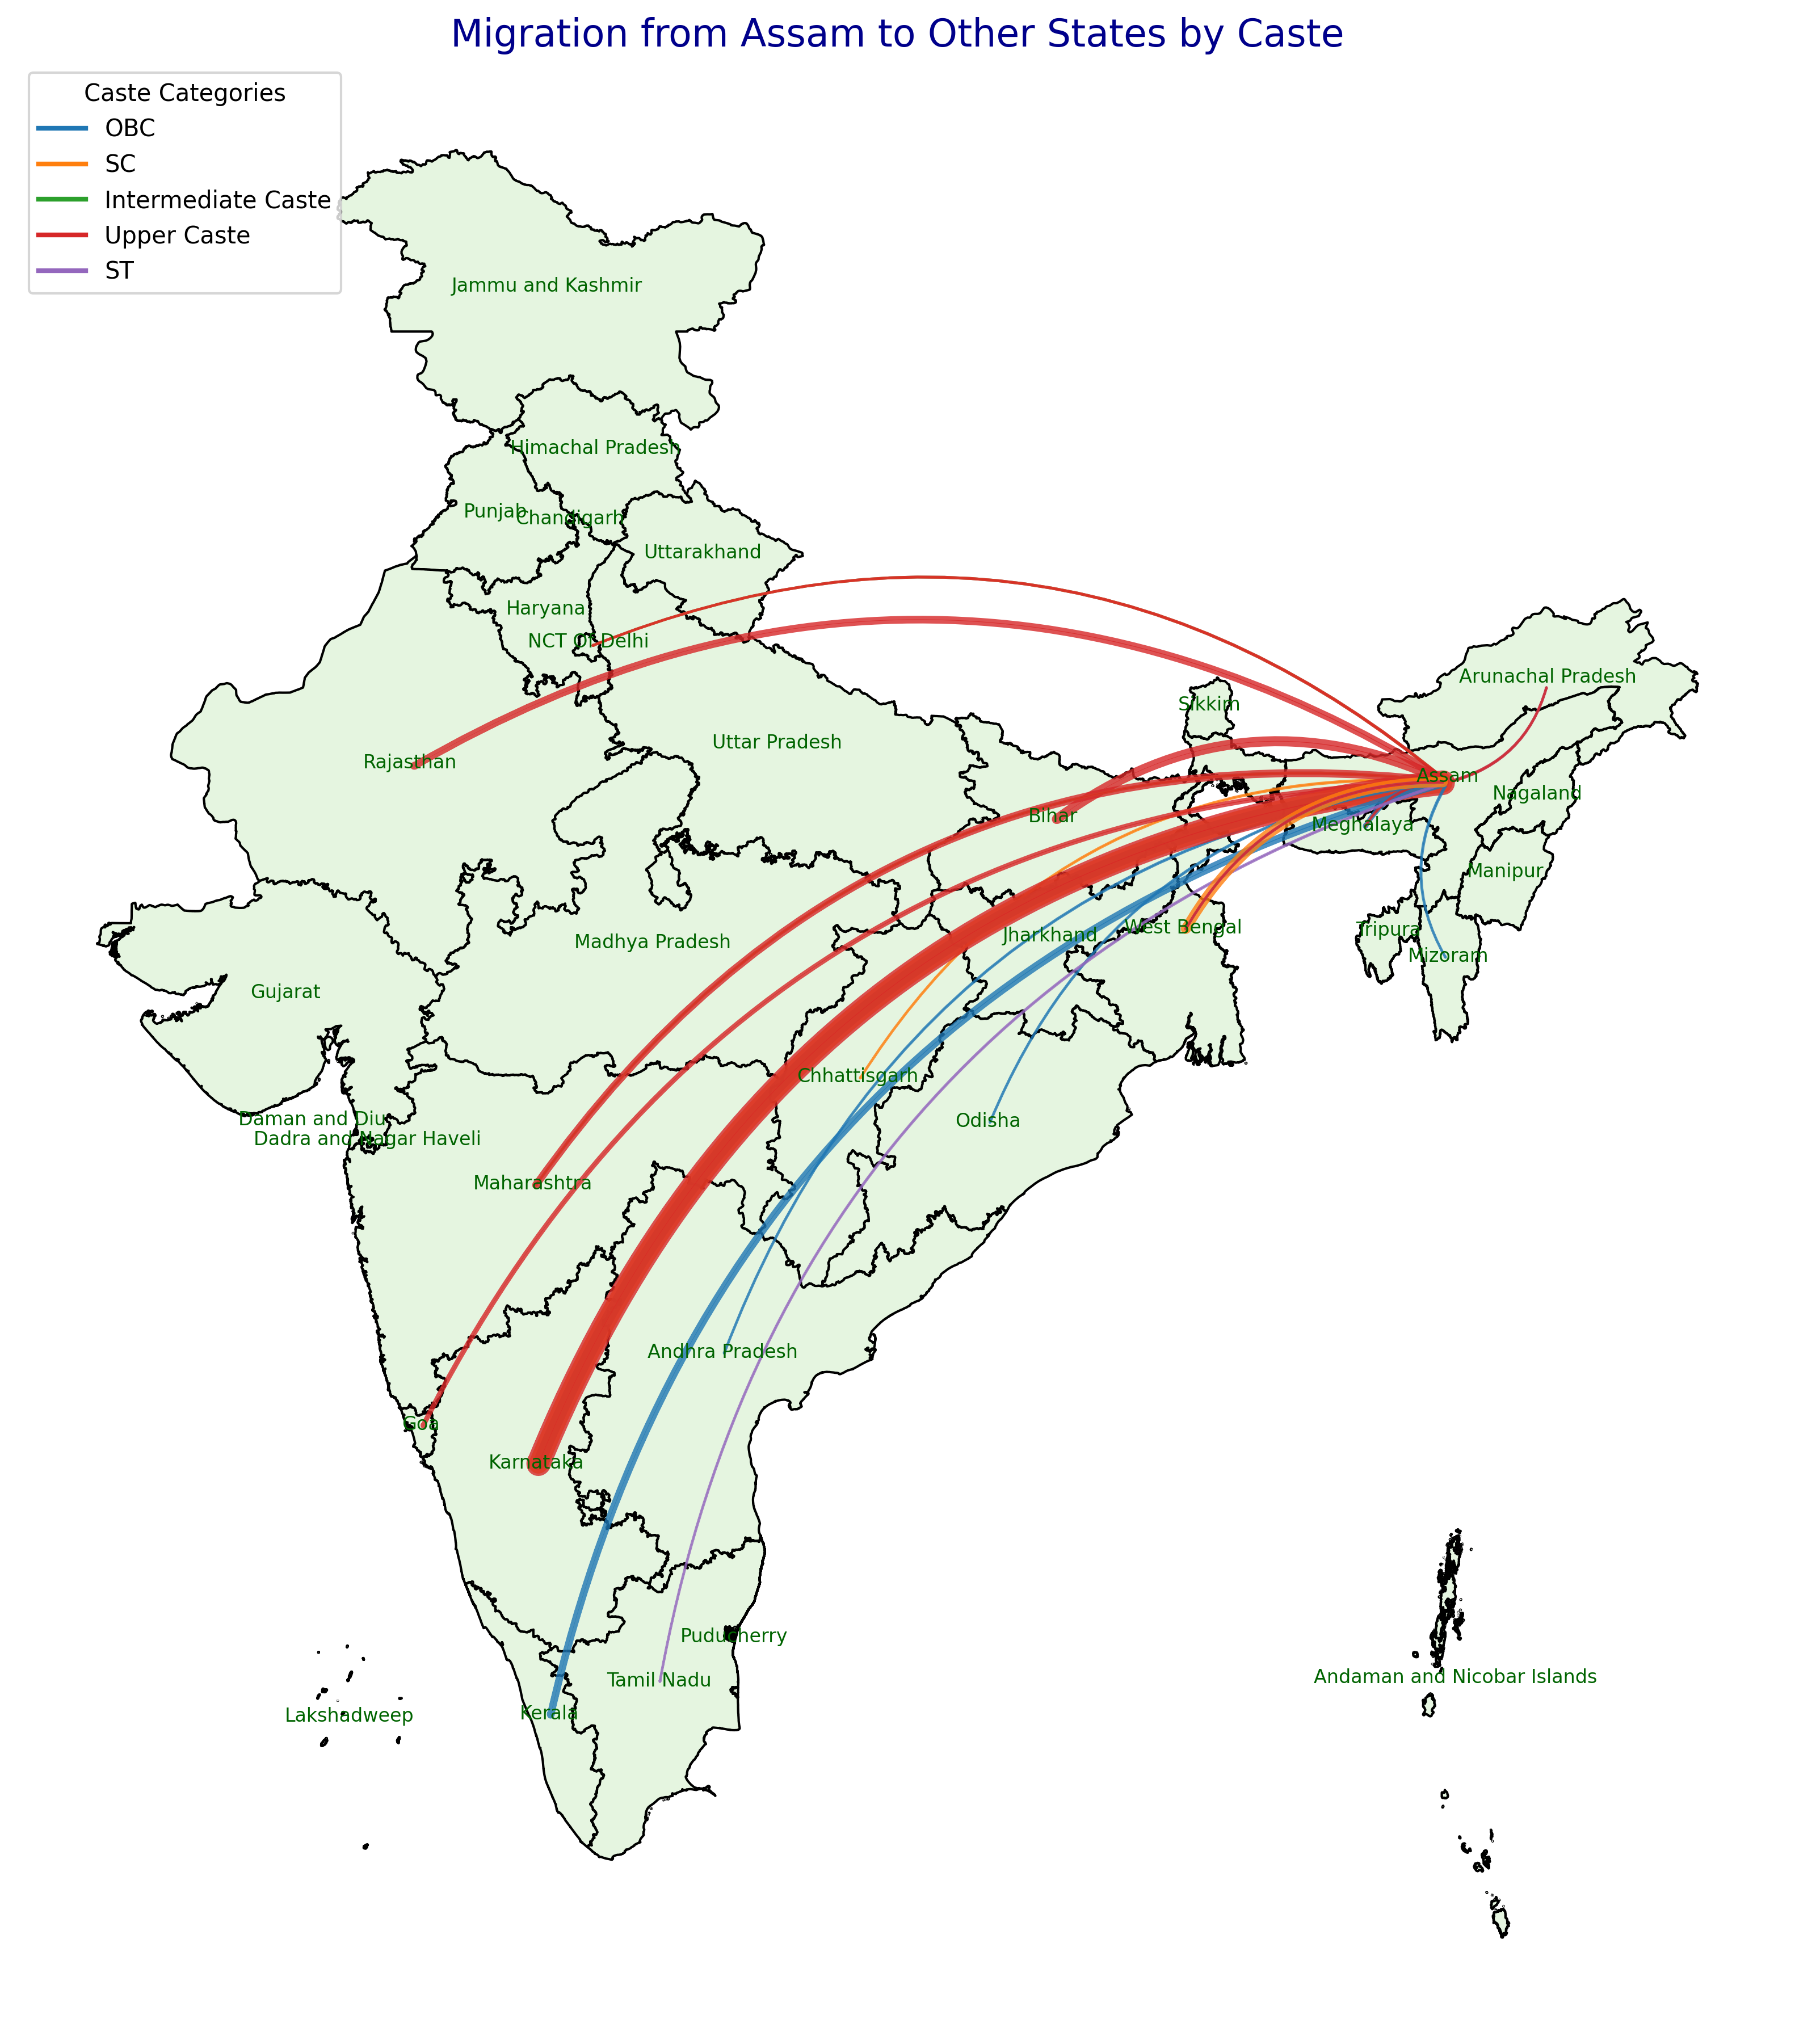 Migration from Assam to Other States by Caste
Caste Categories
OBC
SC
Intermediate Caste
Upper Caste
ST
Jammu and Kashmir
Himachal Pradesh
Punjab
Chandigarh
Uttarakhand
Haryana
NCT Of Delhi
Arunachal Pradesh
Sikkim
Uttar Pradesh
Rajasthan
Assam
Nagaland
Bihar
Meghalaya
Manipur
West Bengal
Tripura
Jharkhand
Madhya Pradesh
Mizoram
Gujarat
Chhattisgarh
Daman and Diu
Odisha
Dadra and Nagar Haveli
Maharashtra
Andhra Pradesh
Goa
Karnataka
Puducherry
Andaman and Nicobar Islands
Tamil Nadu
Kerala
Lakshadweep